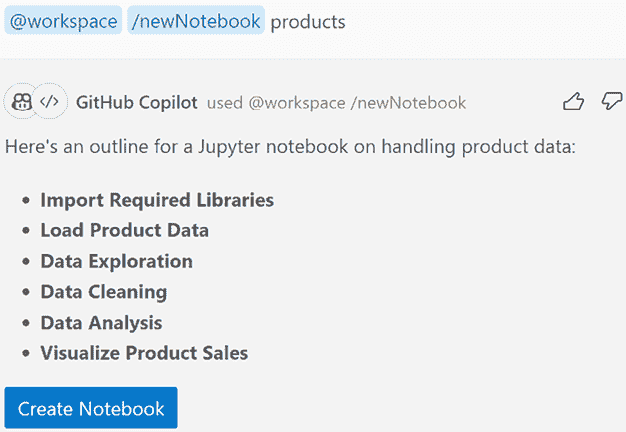 @workspace /newNotebook products
GitHub Copilot used @workspace /newNotebook
Here's an outline for a Jupyter notebook on handling product data:
• Import Required Libraries
• Load Product Data
• Data Exploration
• Data Cleaning
• Data Analysis
• Visualize Product Sales
Create Notebook